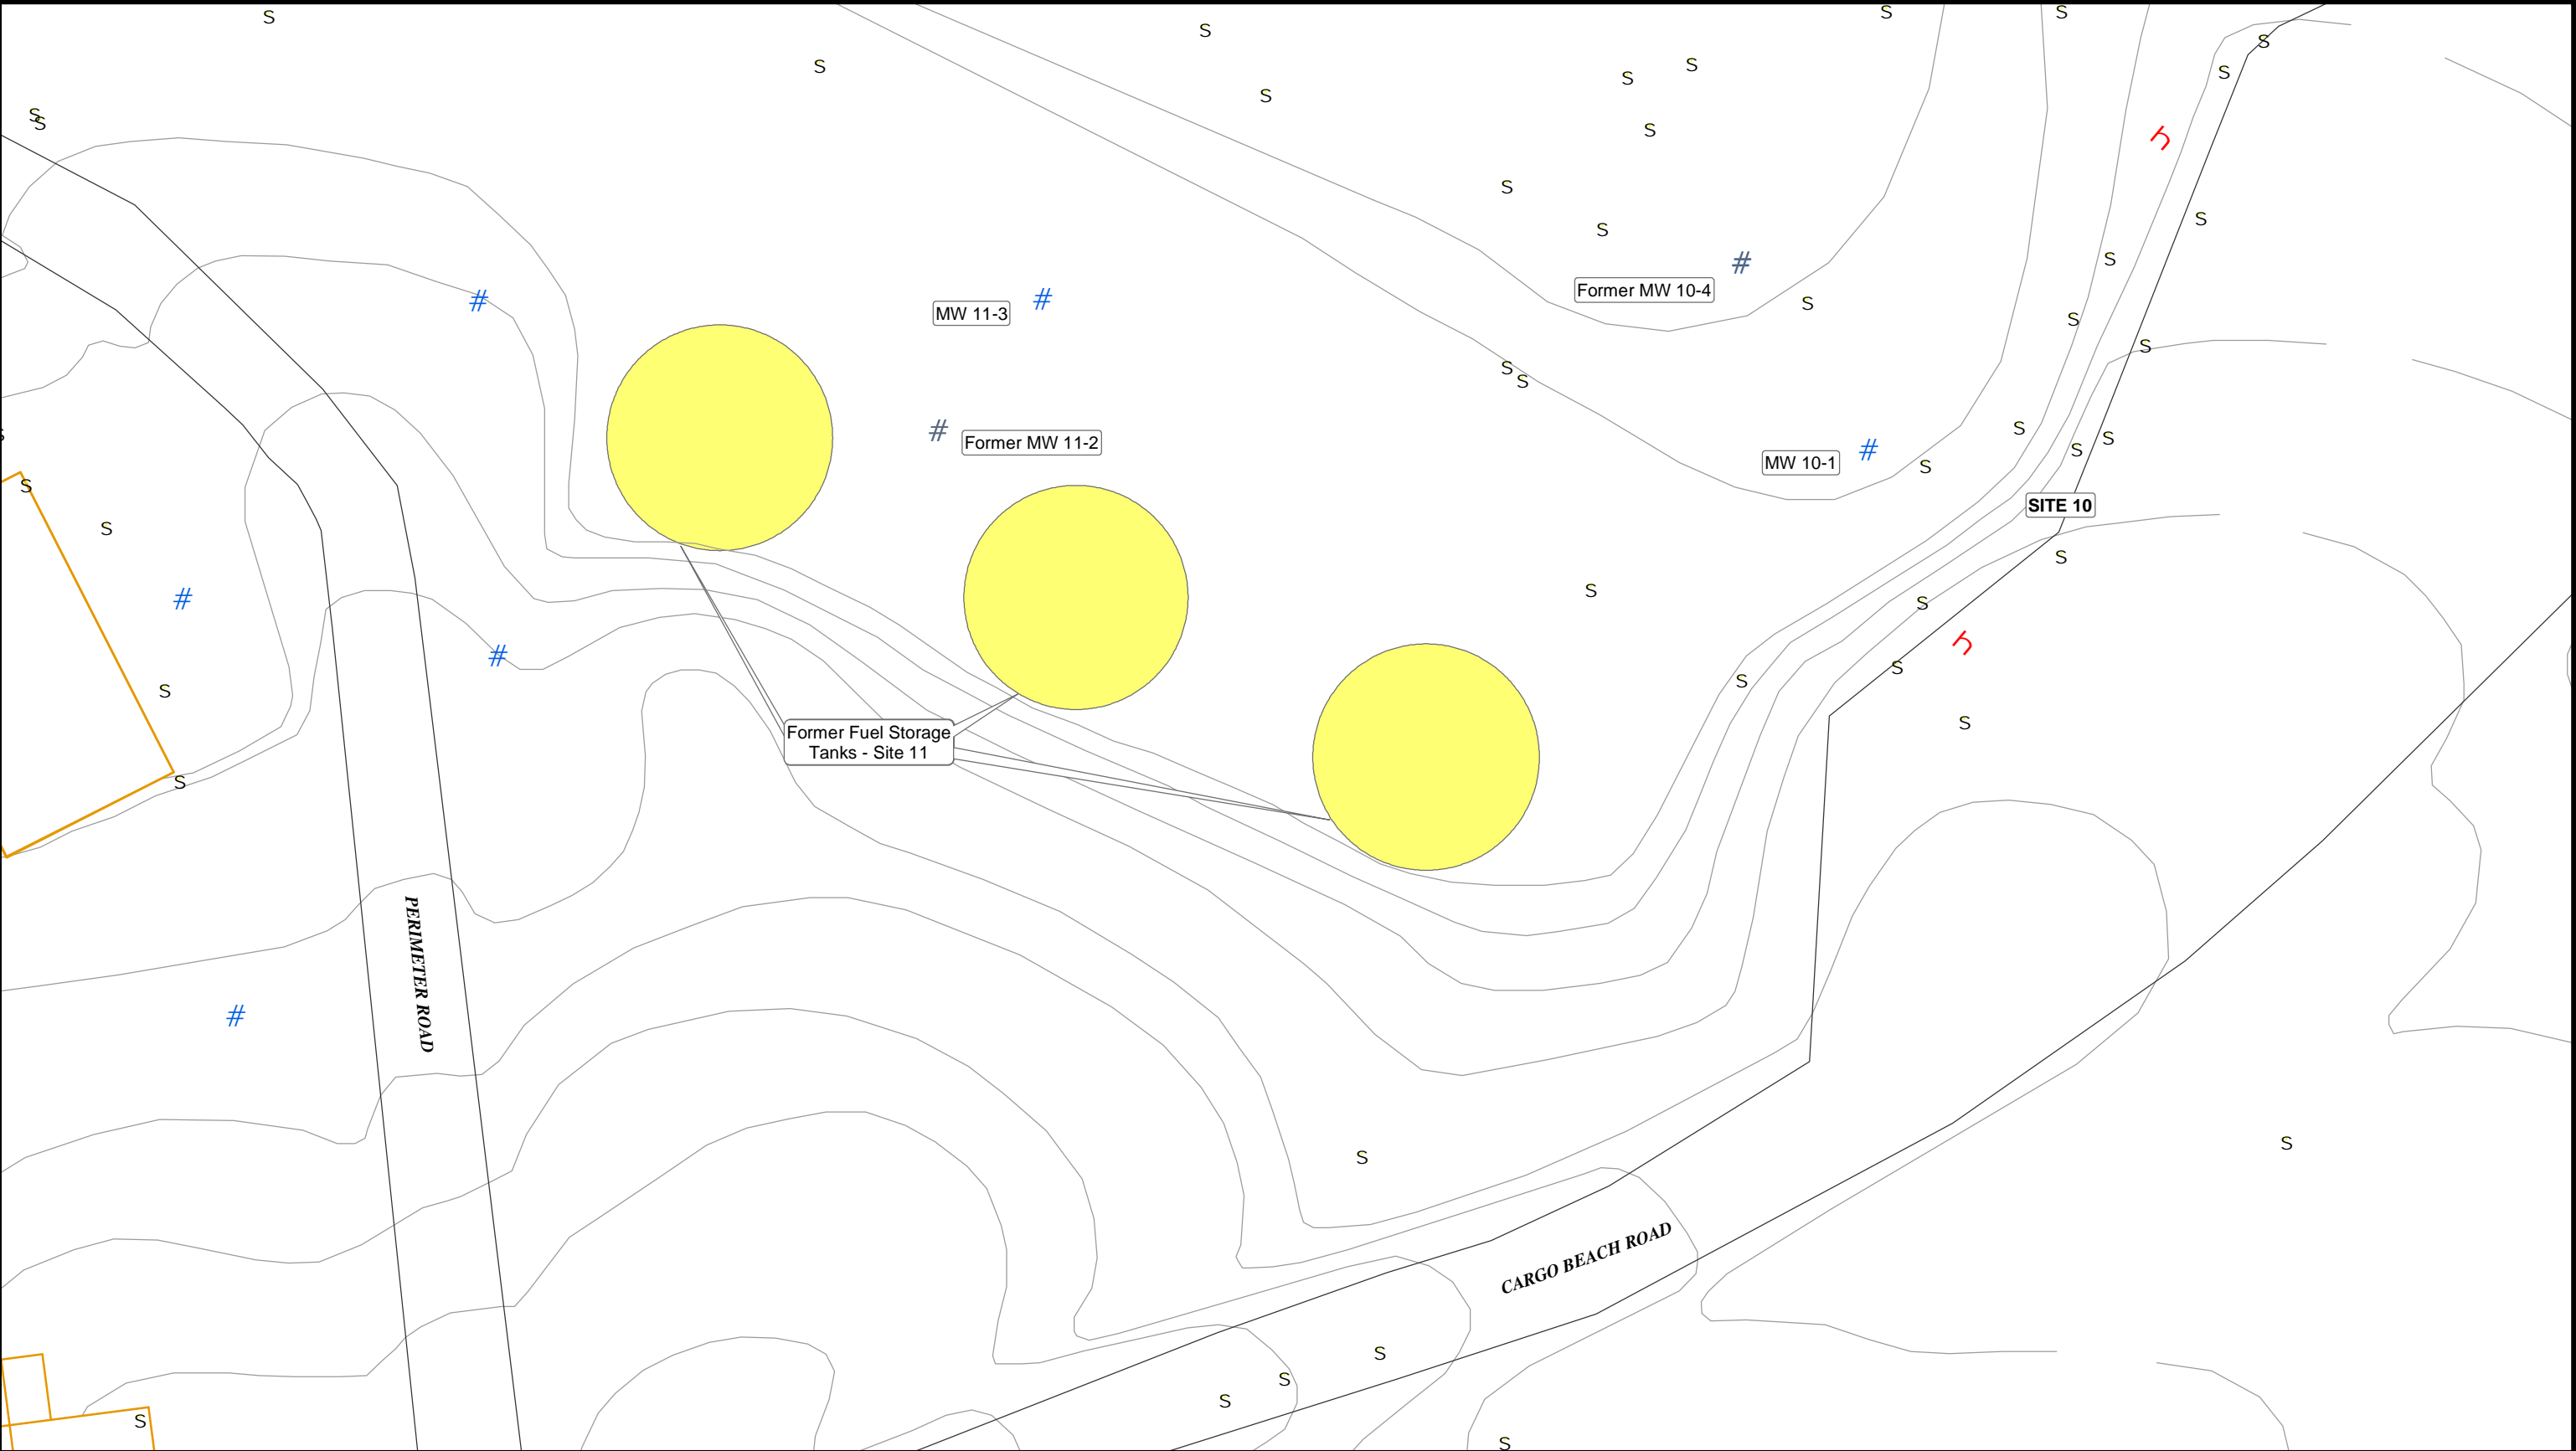 Former MW 10-4
MW 11-3
Former MW 11-2
MW 10-1
SITE 10
Former Fuel Storage
Tanks - Site 11
PERIMETER ROAD
CARGO BEACH ROAD